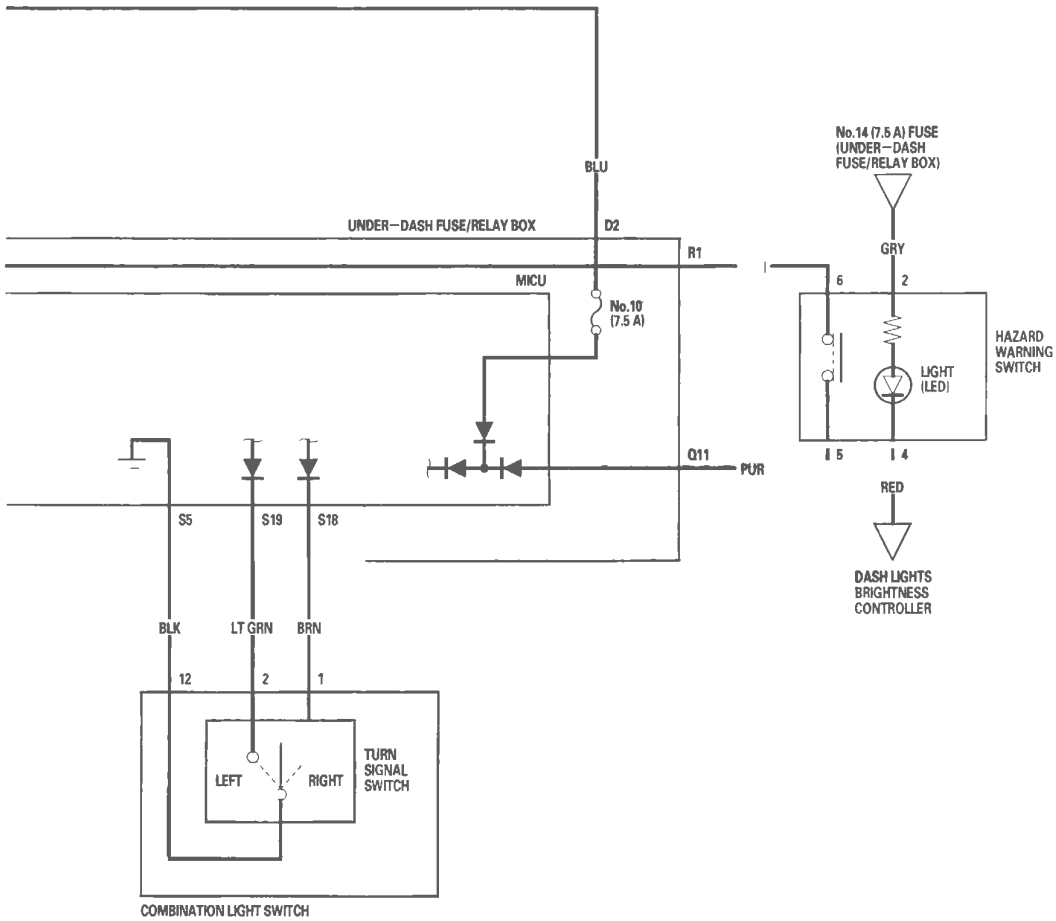 No.14 (7.5 A) FUSE
(UNDER—DASH
FUSE/RELAY BOX)
BLU
UNDER—DASH FUSE/RELAY BOX
D2
GRY
R1
MICU
6
2
No.10
(7.5 A)
HAZARD
WARNING
SWITCH
LIGHT
(LED)
Q11
5
4
PUR
RED
S5
S19
S18
DASH LIGHTS
BRIGHTNESS
CONTROLLER
BLK
LT GRN
BRN
12
2
1
TURN
SIGNAL
SWITCH
LEFT
RIGHT
COMBINATION LIGHT SWITCH